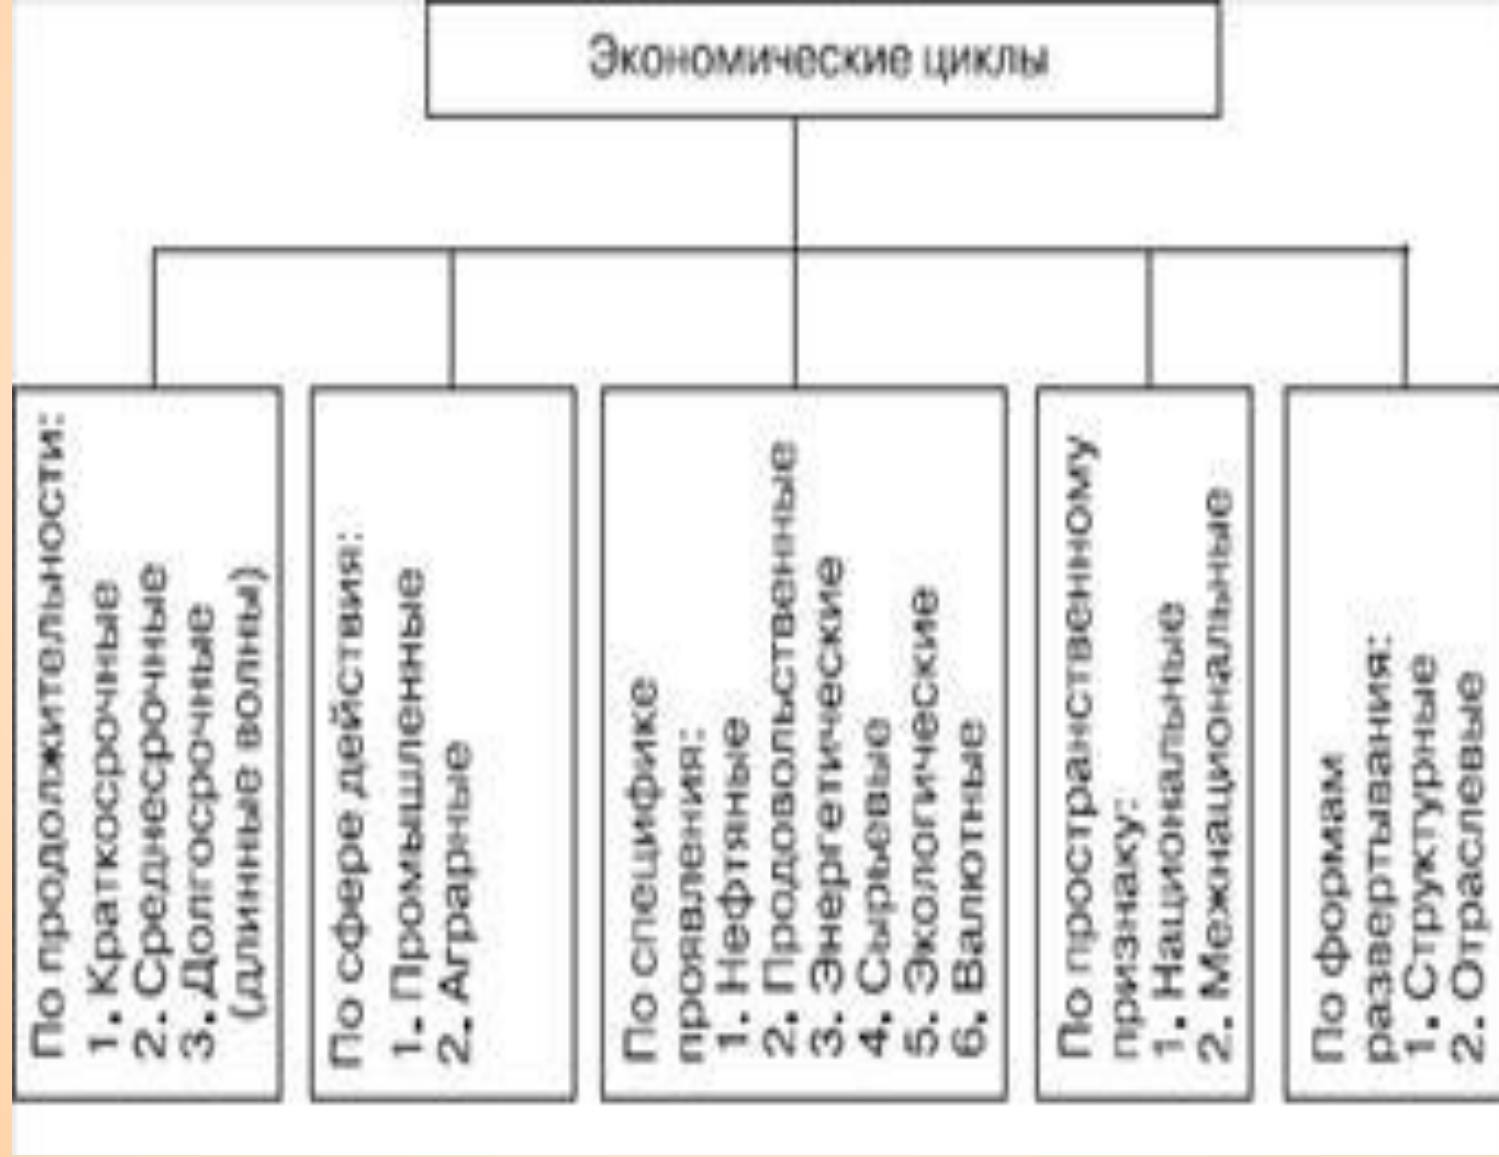 Экономические циклы
По продолжительности:
1. Краткосрочные
2. Среднесрочные
3. Долгосрочные
(длинные волны)
По сфере действия:
1. Промышленные
2. Аграрные
По специфике
проявления:
1. Нефтяные
2. Продовольственные
3. Энергетические
4. Сырьевые
5. Экологические
6. Валютные
По пространственному
признаку:
1. Национальные
2. Межнациональные
По формам
развертывания:
1. Структурные
2. Отраслевые